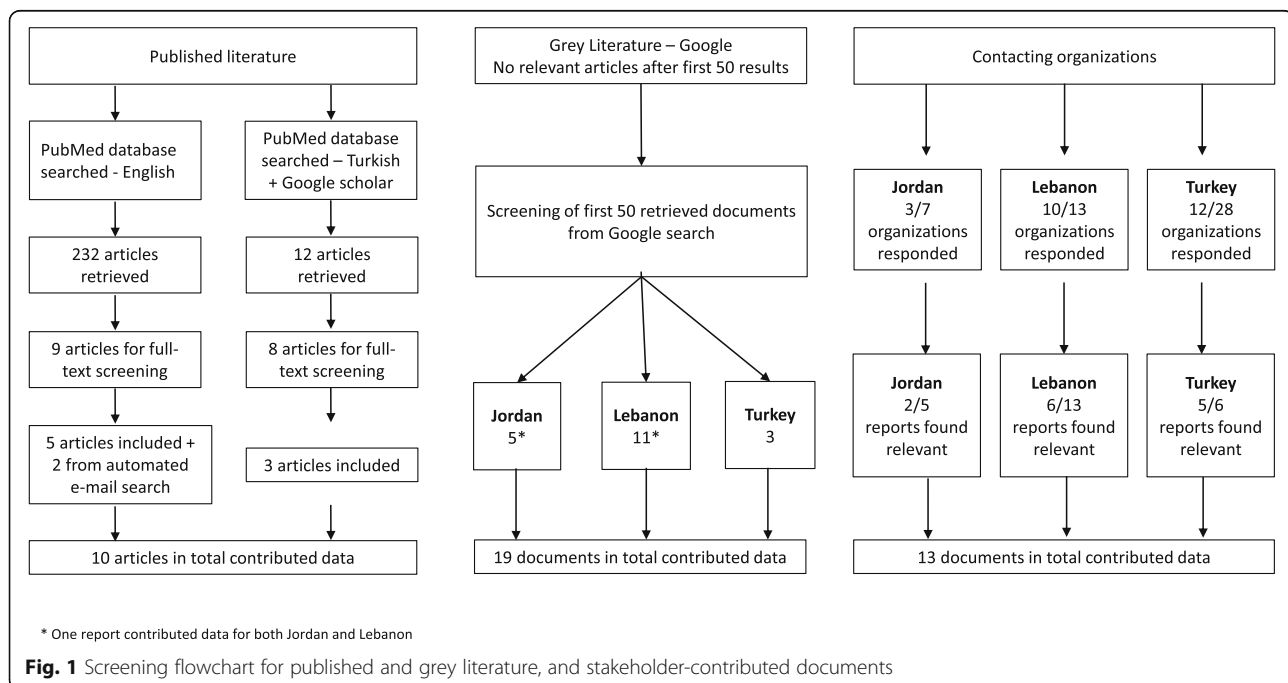 Published literature
PubMed database
searched - English
232 articles
retrieved
9 articles for full-
text screening
5 articles included +
2 from automated
e-mail search
PubMed database
searched – Turkish
+ Google scholar
12 articles
retrieved
8 articles for full-
text screening
3 articles included
10 articles in total contributed data
Grey Literature – Google
No relevant articles after first 50 results
Screening of first 50 retrieved documents
from Google search
Jordan
5*
Lebanon
11*
Turkey
3
19 documents in total contributed data
Contacting organizations
Jordan
3/7
organizations
responded
Lebanon
10/13
organizations
responded
Turkey
12/28
organizations
responded
Jordan
2/5
reports found
relevant
Lebanon
6/13
reports found
relevant
Turkey
5/6
reports found
relevant
13 documents in total contributed data
* One report contributed data for both Jordan and Lebanon
Fig. 1 Screening flowchart for published and grey literature, and stakeholder-contributed documents